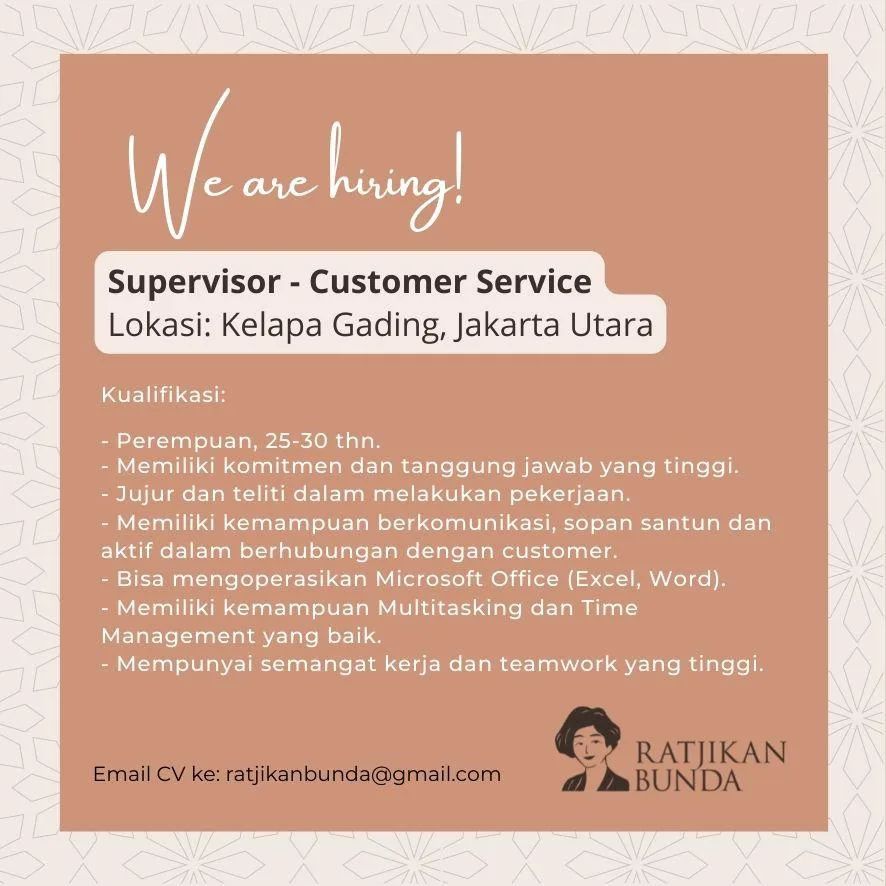 We are hiring!
Supervisor - Customer Service
Lokasi: Kelapa Gading, Jakarta Utara
Kualifikasi:
- Perempuan, 25-30 thn.
- Memiliki komitmen dan tanggung jawab yang tinggi.
- Jujur dan teliti dalam melakukan pekerjaan.
- Memiliki kemampuan berkomunikasi, sopan santun dan
aktif dalam berhubungan dengan customer.
- Bisa mengoperasikan Microsoft Office (Excel, Word).
- Memiliki kemampuan Multitasking dan Time
Management yang baik.
- Mempunyai semangat kerja dan teamwork yang tinggi.
Email CV ke: ratjikanbunda@gmail.com
RATJIKAN
BUNDA